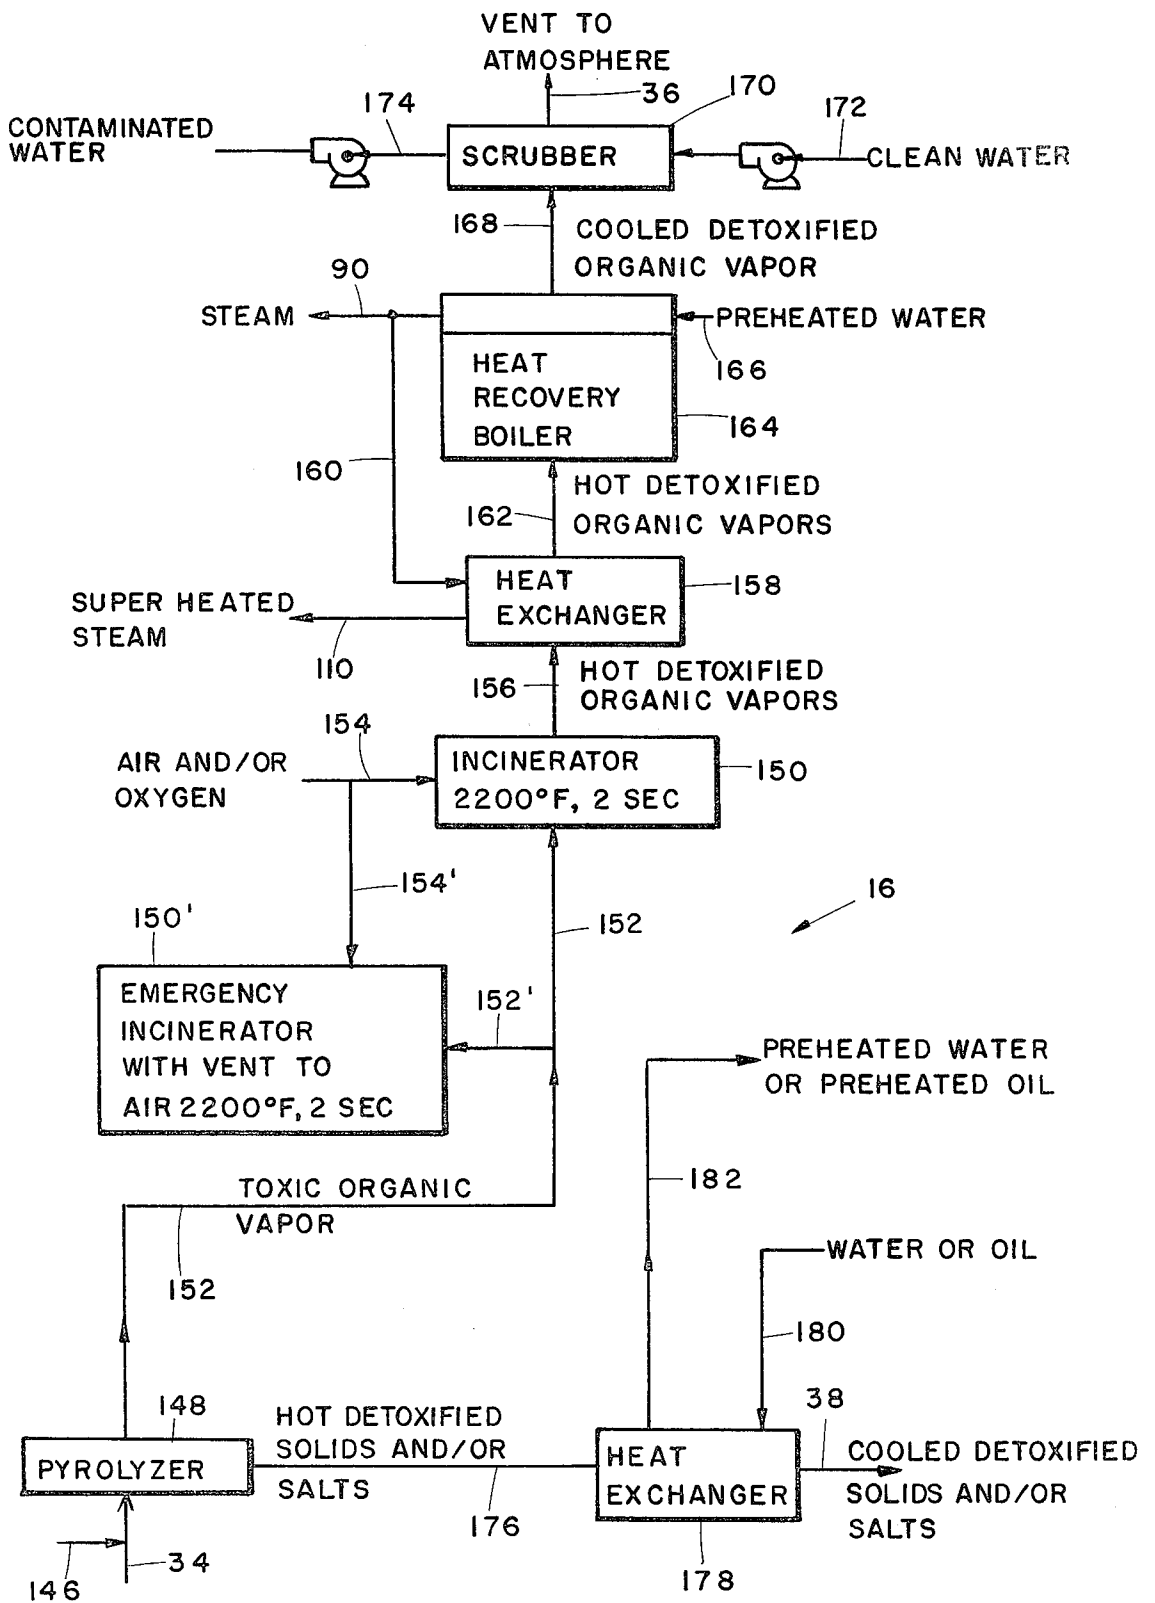 VENT TO
ATMOSPHERE
36
170
174
172
CONTAMINATED
WATER
SCRUBBER
CLEAN WATER
168
COOLED DETOXIFIED
ORGANIC VAPOR
90
STEAM
PREHEATED WATER
166
HEAT
RECOVERY
BOILER
164
160
HOT DETOXIFIED
ORGANIC VAPORS
162
HEAT
EXCHANGER
158
SUPER HEATED
STEAM
110
156
HOT DETOXIFIED
ORGANIC VAPORS
154
AIR AND/OR
OXYGEN
INCINERATOR
2200°F, 2 SEC
150
154'
16
150'
152
EMERGENCY
INCINERATOR
WITH VENT TO
AIR 2200°F, 2 SEC
152'
PREHEATED WATER
OR PREHEATED OIL
182
TOXIC ORGANIC
VAPOR
152
WATER OR OIL
180
148
38
HOT DETOXIFIED
SOLIDS AND/OR
SALTS
PYROLYZER
HEAT
EXCHANGER
COOLED DETOXIFIED
SOLIDS AND/OR
SALTS
176
34
146
178